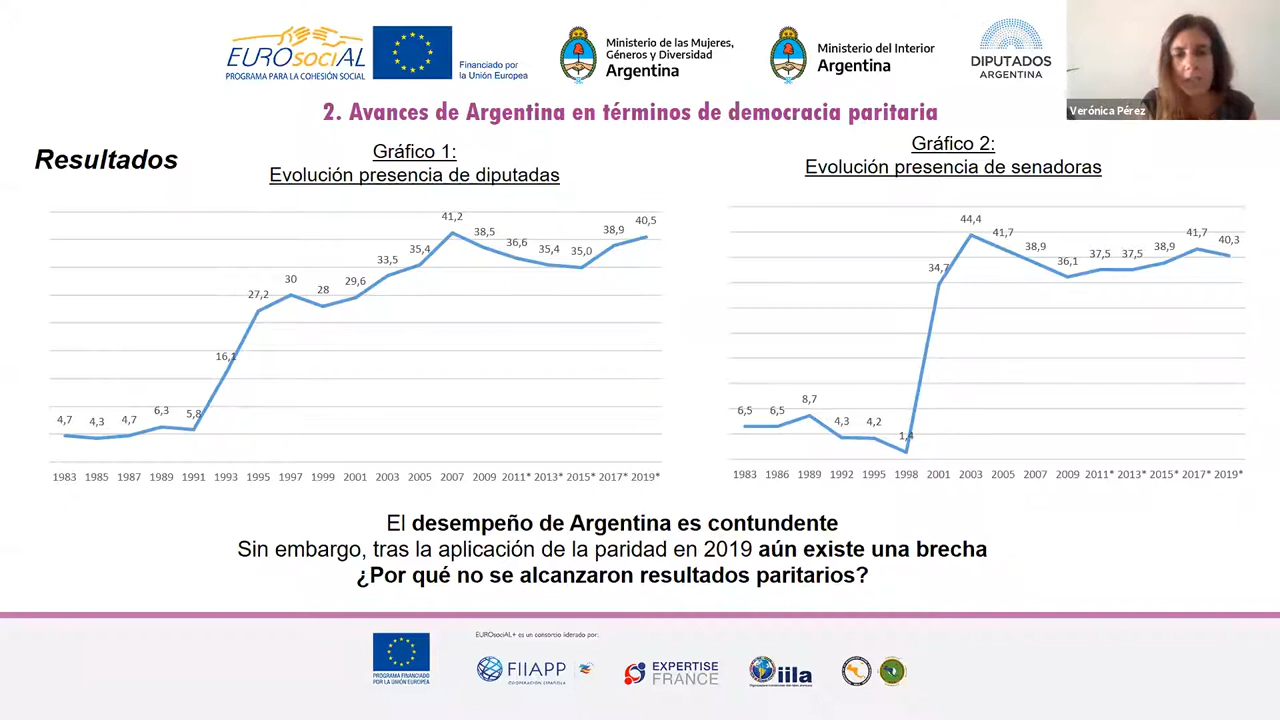 EUROsociAL
PROGRAMA PARA LA COHESIÓN SOCIAL
Financiado por
la Unión Europea
Ministerio de las Mujeres,
Géneros y Diversidad
Argentina
Ministerio del Interior
Argentina
DIPUTADOS
ARGENTINA
Verónica Pérez
2. Avances de Argentina en términos de democracia paritaria
Resultados
Gráfico 1:
Evolución presencia de diputadas
4,7 4,3 4,7 6,3 5,8 16,1 27,2 30 28 29,6 33,5 35,4 41,2 38,5 36,6 35,4 35,0 38,9 40,5
1983 1985 1987 1989 1991 1993 1995 1997 1999 2001 2003 2005 2007 2009 2011* 2013* 2015* 2017* 2019*
Gráfico 2:
Evolución presencia de senadoras
6,5 6,5 8,7 4,3 4,2 1,4 34,7 44,4 41,7 38,9 36,1 37,5 37,5 38,9 41,7 40,3
1983 1986 1989 1992 1995 1998 2001 2003 2005 2007 2009 2011* 2013* 2015* 2017* 2019*
El desempeño de Argentina es contundente
Sin embargo, tras la aplicación de la paridad en 2019 aún existe una brecha
¿Por qué no se alcanzaron resultados paritarios?
PROGRAMA FINANCIADO
POR LA UNIÓN EUROPEA
EUROsociAL+ es un consorcio liderado por:
FIIAPP
COOPERACIÓN ESPAÑOLA
EXPERTISE
FRANCE
iila